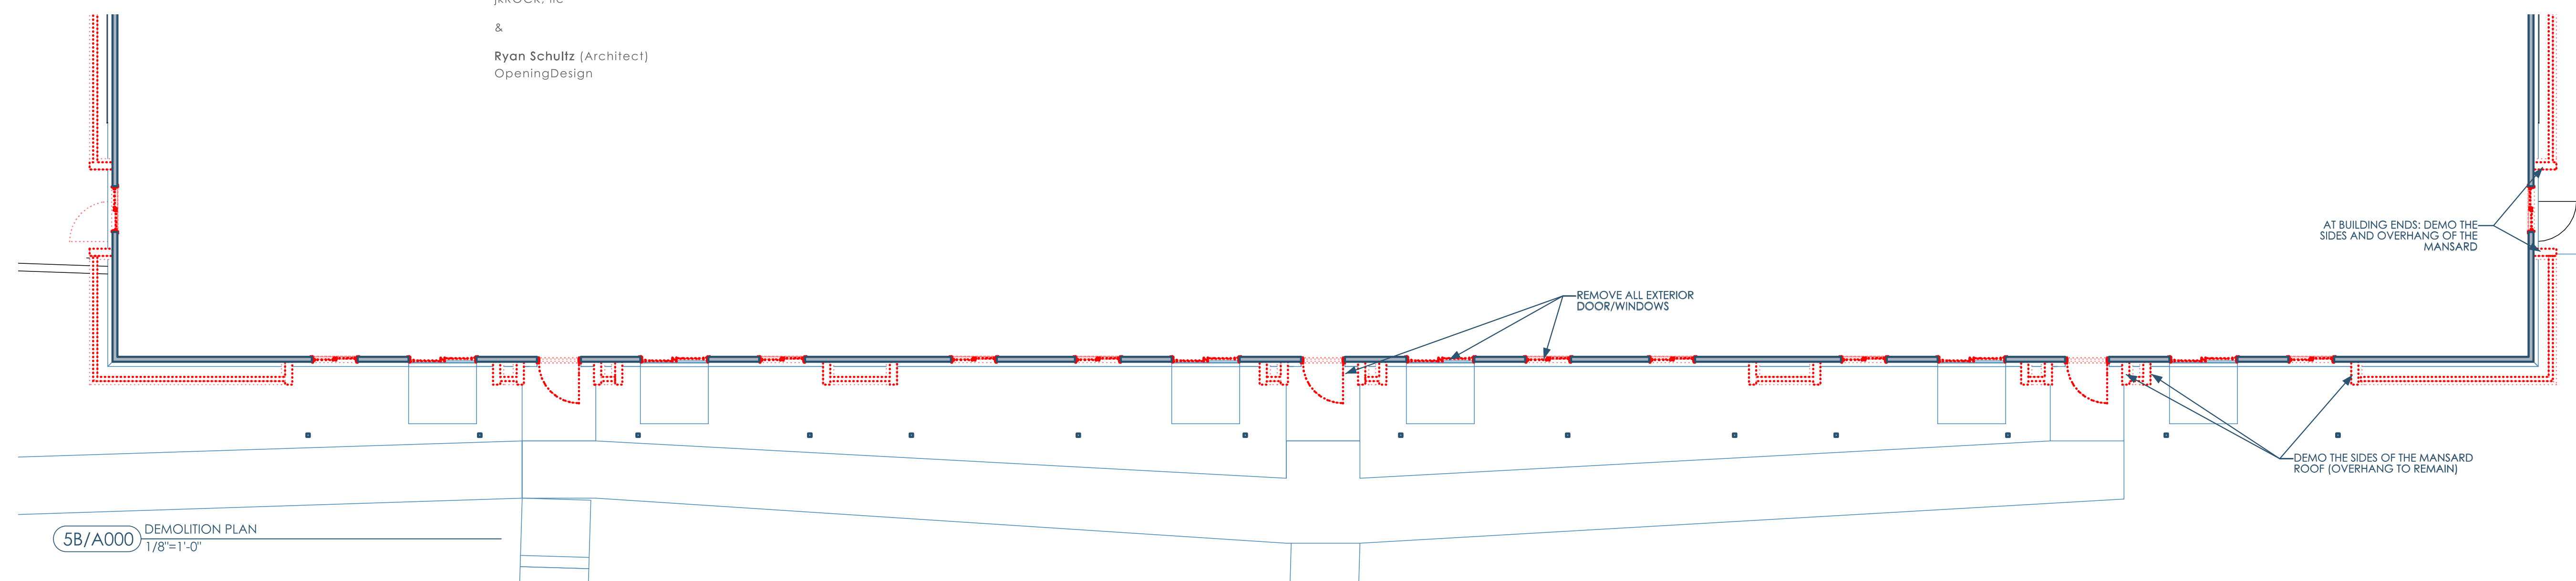 jkROCK, llc
&
Ryan Schultz (Architect)
OpeningDesign
AT BUILDING ENDS: DEMO THE
SIDES AND OVERHANG OF THE
MANSARD
REMOVE ALL EXTERIOR
DOOR/WINDOWS
DEMO THE SIDES OF THE MANSARD
ROOF (OVERHANG TO REMAIN)
5B/A000
DEMOLITION PLAN
1/8"=1'-0"